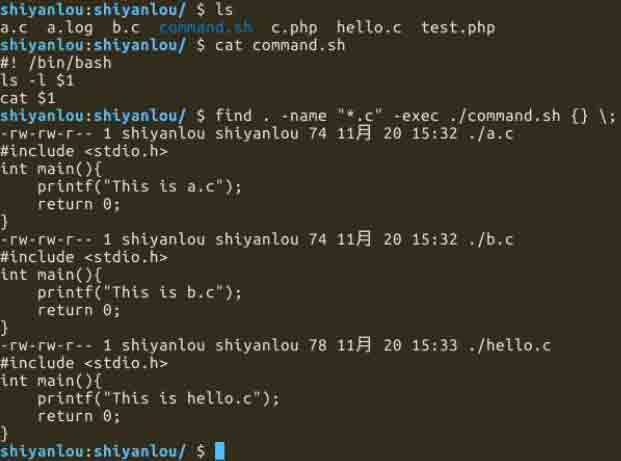 shiyanlou:shiyanlou/ $ ls
a.c  a.log  b.c  command.sh  c.php  hello.c  test.php
shiyanlou:shiyanlou/ $ cat command.sh
#! /bin/bash
ls -l $1
cat $1
shiyanlou:shiyanlou/ $ find . -name "*.c" -exec ./command.sh {} \;
-rw-rw-r-- 1 shiyanlou shiyanlou 74 11月 20 15:32 ./a.c
#include <stdio.h>
int main(){
    printf("This is a.c");
    return 0;
}
-rw-rw-r-- 1 shiyanlou shiyanlou 74 11月 20 15:32 ./b.c
#include <stdio.h>
int main(){
    printf("This is b.c");
    return 0;
}
-rw-rw-r-- 1 shiyanlou shiyanlou 78 11月 20 15:33 ./hello.c
#include <stdio.h>
int main(){
    printf("This is hello.c");
    return 0;
}
shiyanlou:shiyanlou/ $